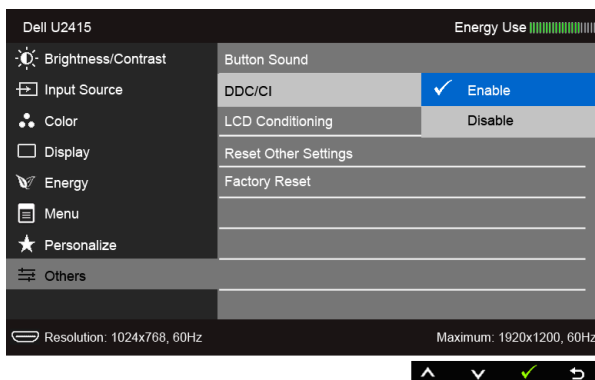 Dell U2415 Energy Use
Brightness/Contrast Button Sound
Input Source DDC/CI Enable
Color LCD Conditioning Disable
Display Reset Other Settings
Energy Factory Reset
Menu
Personalize
Others
Resolution: 1024x768, 60Hz Maximum: 1920x1200, 60Hz